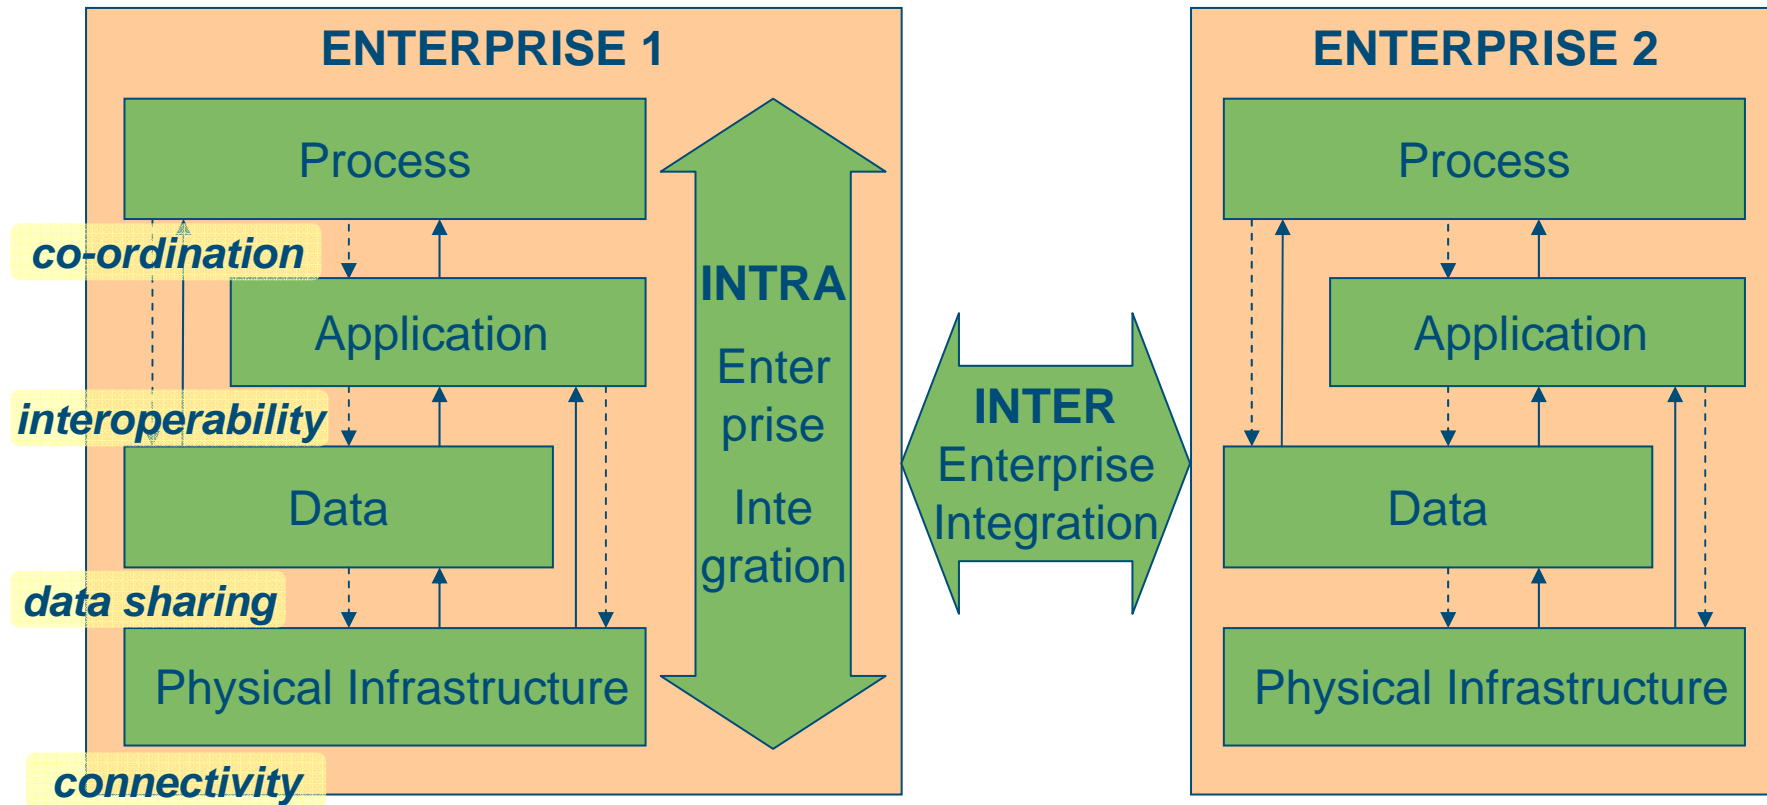 ENTERPRISE 1
Process
co-ordination
Application
interoperability
Data
data sharing
Physical Infrastructure
connectivity
INTRA
Enter
prise
Inte
gration
INTER
Enterprise
Integration
ENTERPRISE 2
Process
Application
Data
Physical Infrastructure